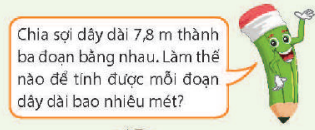 Chia sợi dây dài 7,8 m thành
ba đoạn bằng nhau. Làm thế
nào để tính được mỗi đoạn
dây dài bao nhiêu mét?